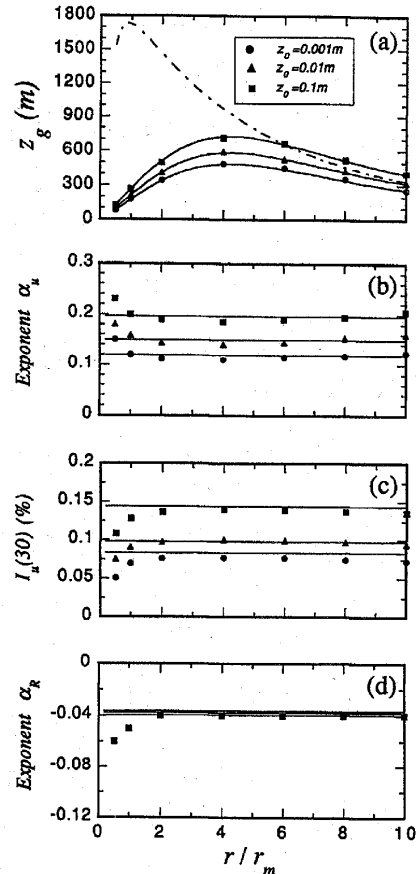 1800
(a)
1500
1200
900
600
300
0
z_g (m)
z_o=0.001m
z_o=0.01m
z_o=0.1m
0.3
(b)
0.2
0.1
0
Exponent α_u
0.2
(c)
0.15
0.1
0.05
0
I_u(30) (%)
0
(d)
-0.04
-0.08
-0.12
Exponent α_R
0 2 4 6 8 10
r / r_m